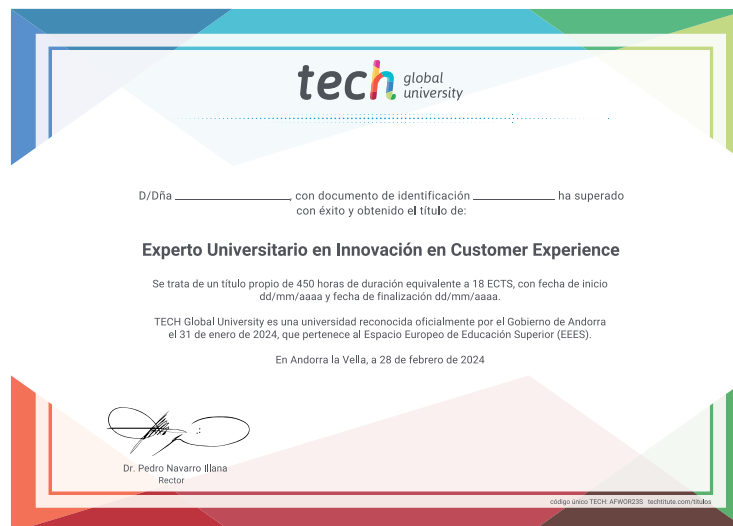 tech global
university
D/Dña ____________, con documento de identificación ____________ ha superado
con éxito y obtenido el título de:
Experto Universitario en Innovación en Customer Experience
Se trata de un título propio de 450 horas de duración equivalente a 18 ECTS, con fecha de inicio
dd/mm/aaaa y fecha de finalización dd/mm/aaaa.
TECH Global University es una universidad reconocida oficialmente por el Gobierno de Andorra
el 31 de enero de 2024, que pertenece al Espacio Europeo de Educación Superior (EEES).
En Andorra la Vella, a 28 de febrero de 2024
Dr. Pedro Navarro Illana
Rector
código único TECH: AFWOR23S techtitute.com/titulos